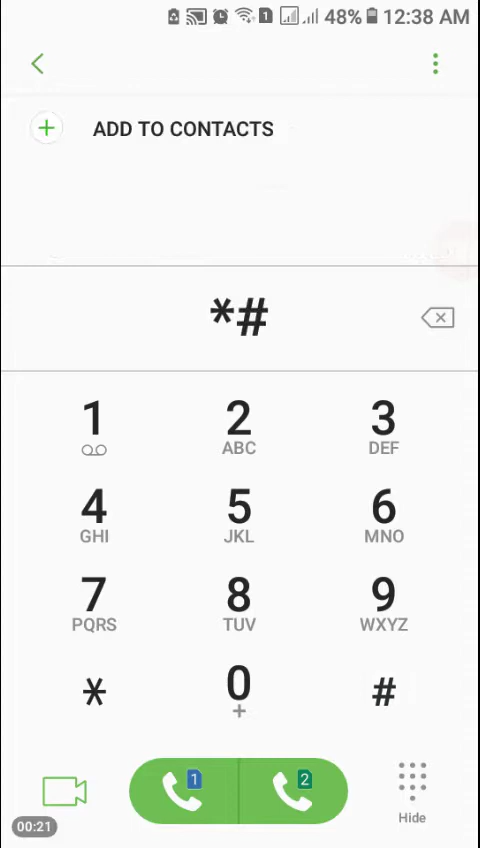 1 48% 12:38 AM
ADD TO CONTACTS
*#
1 2 3
ABC DEF
4 5 6
GHI JKL MNO
7 8 9
PQRS TUV WXYZ
* 0 #
+
1 2
Hide
00:21